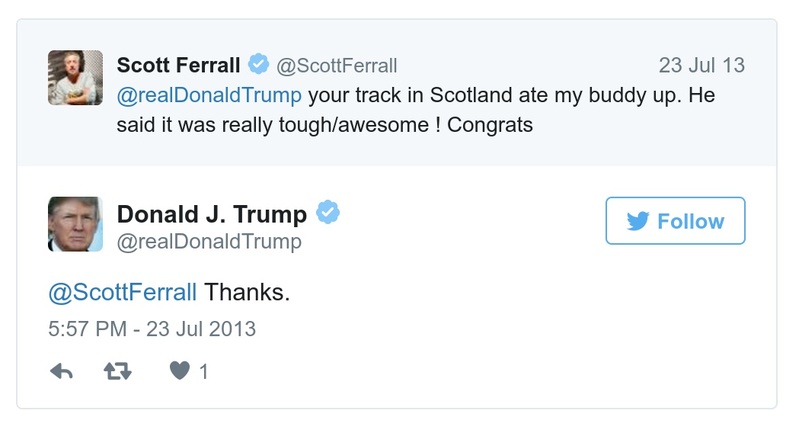 Scott Ferrall @ScottFerrall 23 Jul 13
@realDonaldTrump your track in Scotland ate my buddy up. He
said it was really tough/awesome ! Congrats
Donald J. Trump
@realDonaldTrump
Follow
@ScottFerrall Thanks.
5:57 PM - 23 Jul 2013
1